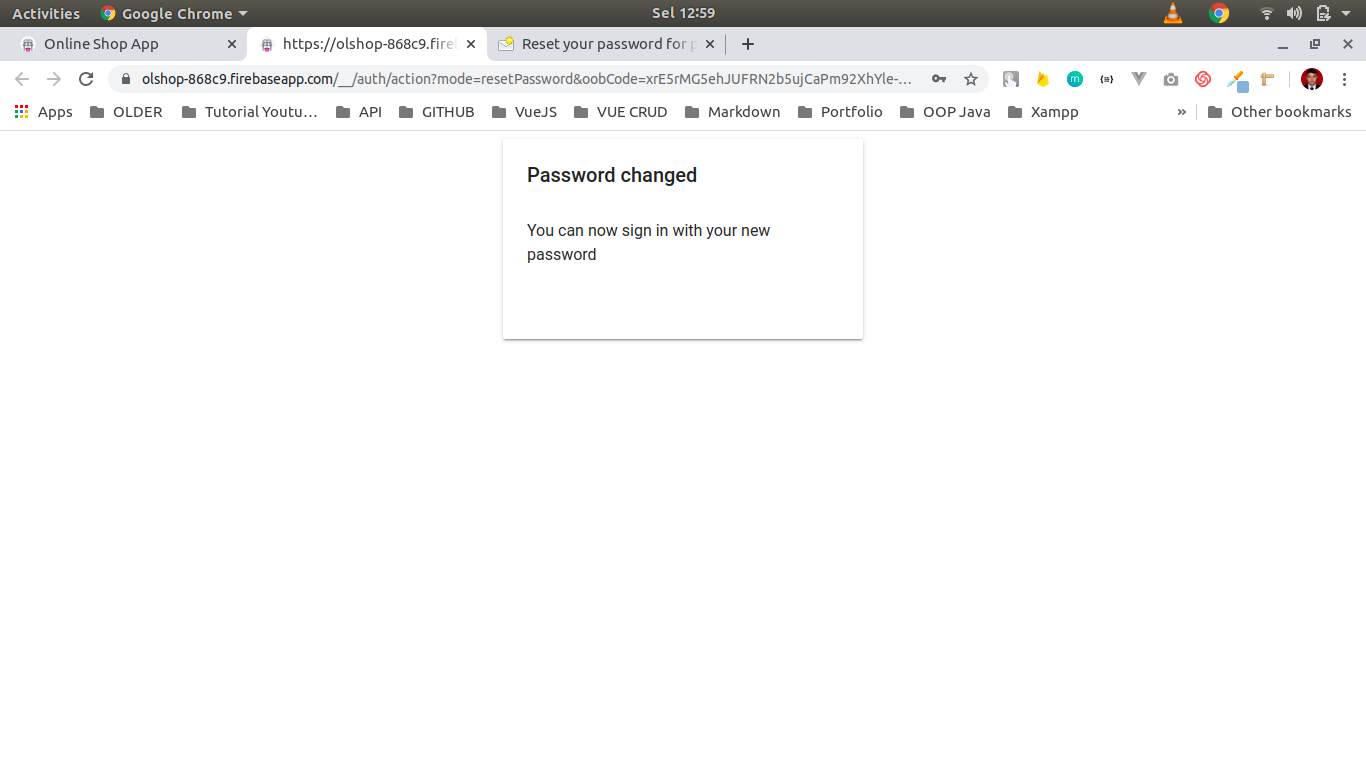 Activities Google Chrome Sel 12:59
Online Shop App https://olshop-868c9.fireb Reset your password for p
olshop-868c9.firebaseapp.com/__/auth/action?mode=resetPassword&oobCode=xrE5rMG5ehJUFRN2b5ujCaPm92XhYle-...
Apps OLDER Tutorial Youtu... API GITHUB VueJS VUE CRUD Markdown Portfolio OOP Java Xampp » Other bookmarks
Password changed
You can now sign in with your new
password